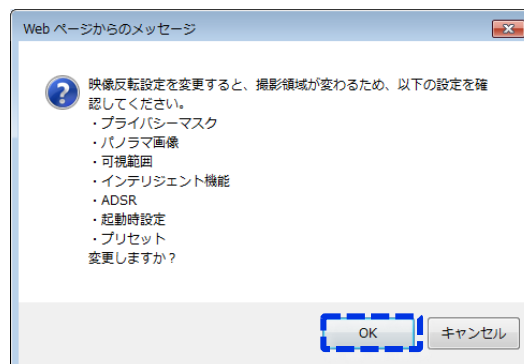 Web ページからのメッセージ
映像反転設定を変更すると、撮影領域が変わるため、以下の設定を確
認してください。
・プライバシーマスク
・パノラマ画像
・可視範囲
・インテリジェント機能
・ADSR
・起動時設定
・プリセット
変更しますか？
OK
キャンセル